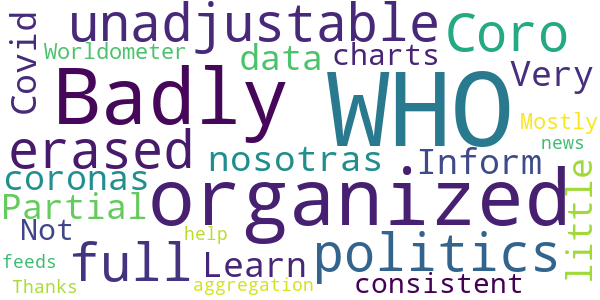 unadjustable
Coro
Covid
Worldometer
data
charts
Very
Badly
WHO
Mostly
news
erased
nosotras
Inform
coronas
Partial
organized
little
Not
help
politics
full
Learn
feeds
Thanks
aggregation
consistent